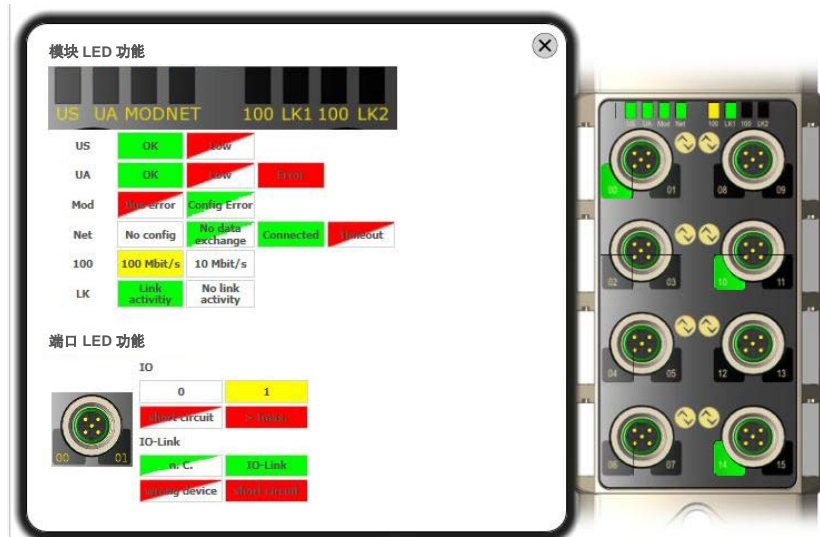 模块 LED 功能
US UA MODNET 100 LK1 100 LK2
US OK Low
UA OK Low Error
Mod Bus error Config Error
Net No config No data exchange Connected Timeout
100 100 Mbit/s 10 Mbit/s
LK Link activitiy No link activity
端口 LED 功能
IO
0 1
short circuit > Imax.
IO-Link
00 01
n. C. IO-Link
wrong device short circuit
US UA Mod Net 100 LK1 100 LK2
00 01 08 09
02 03 10 11
04 05 12 13
06 07 14 15